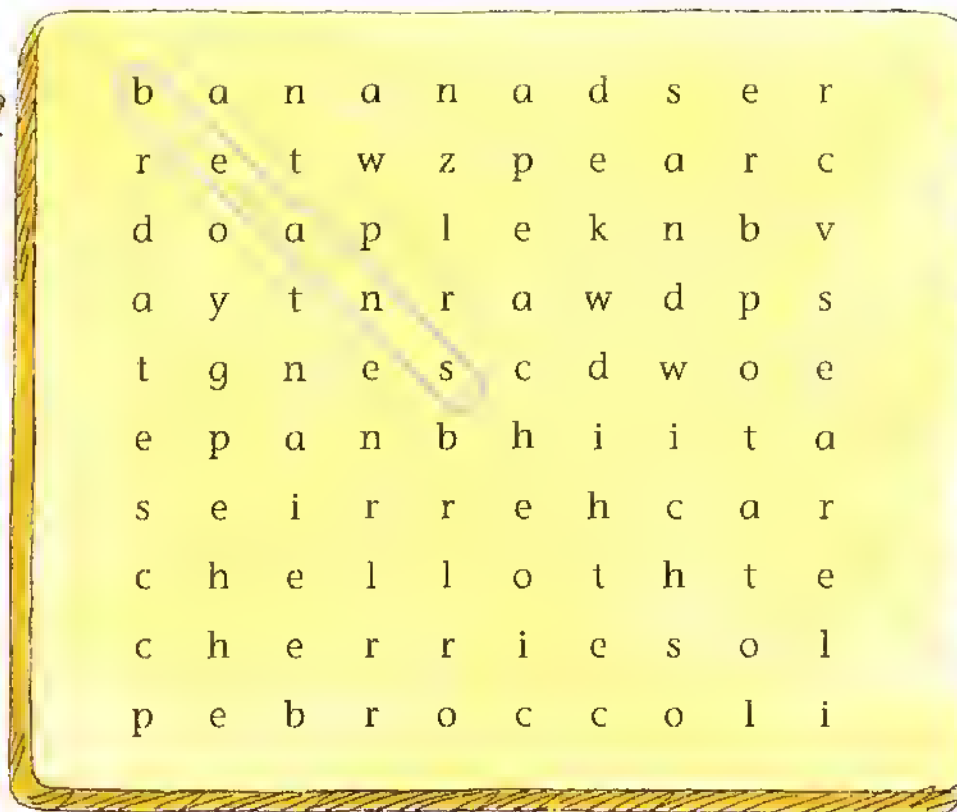 b a n a n a d s e r
r e t w z p e a r c
d o a p l e k n b v
a y t n r a w d p s
t g n e s c d w o e
e p a n b h i i t a
s e i r r e h c a r
c h e l l o t h t e
c h e r r i e s o l
p e b r o c c o l i